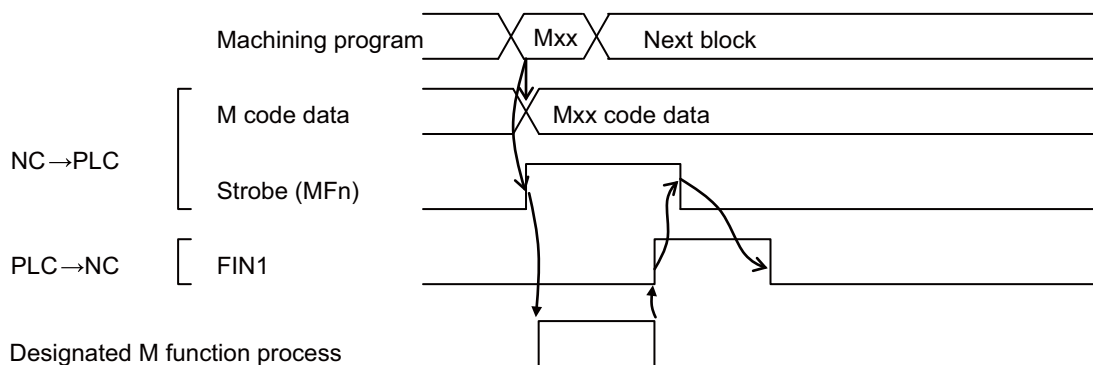 Machining program Mxx Next block
M code data Mxx code data
NC→PLC
Strobe (MFn)
PLC→NC FIN1
Designated M function process